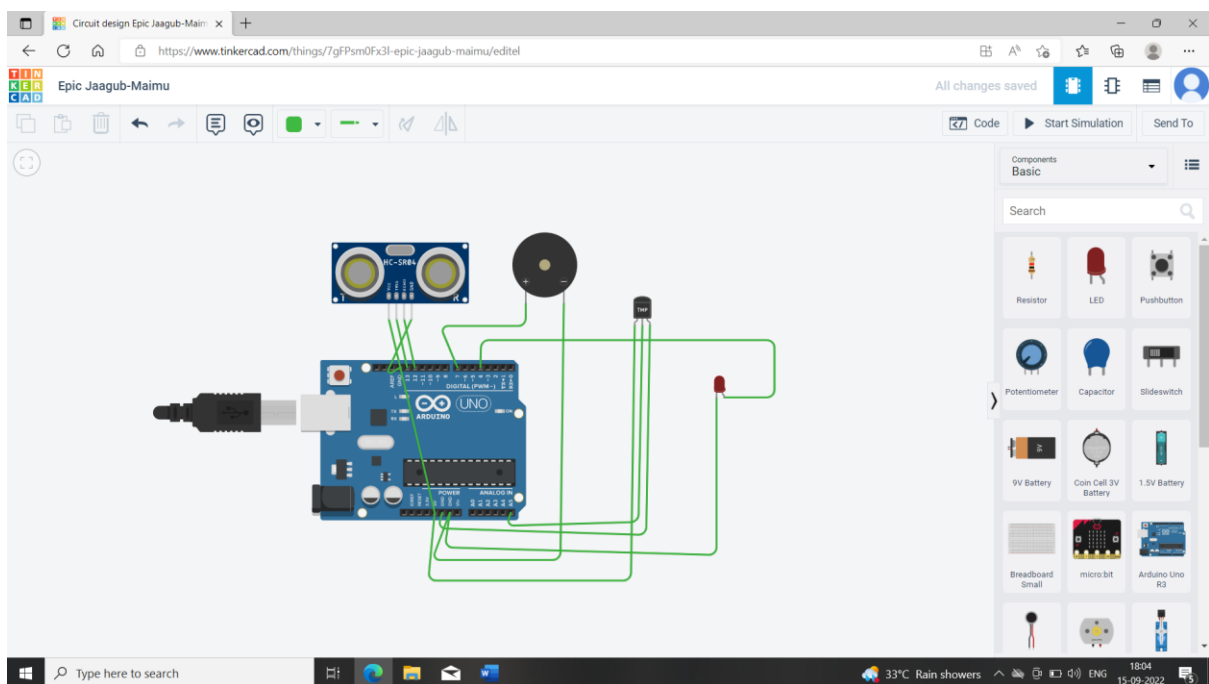 Circuit design Epic Jaagub-Maim
https://www.tinkercad.com/things/7gFPsm0Fx3l-epic-jaagub-maimu/editel
TIN
KER
CAD
Epic Jaagub-Maimu
All changes saved
Code
Start Simulation
Send To
Components
Basic
Search
Resistor
LED
Pushbutton
Potentiometer
Capacitor
Slideswitch
9V Battery
Coin Cell 3V
Battery
1.5V Battery
Breadboard
Small
micro:bit
Arduino Uno
R3
HC-SR04
TMP
DIGITAL (PWM~)
UNO
ARDUINO
POWER
ANALOG IN
Type here to search
33°C Rain showers
ENG
18:04
15-09-2022